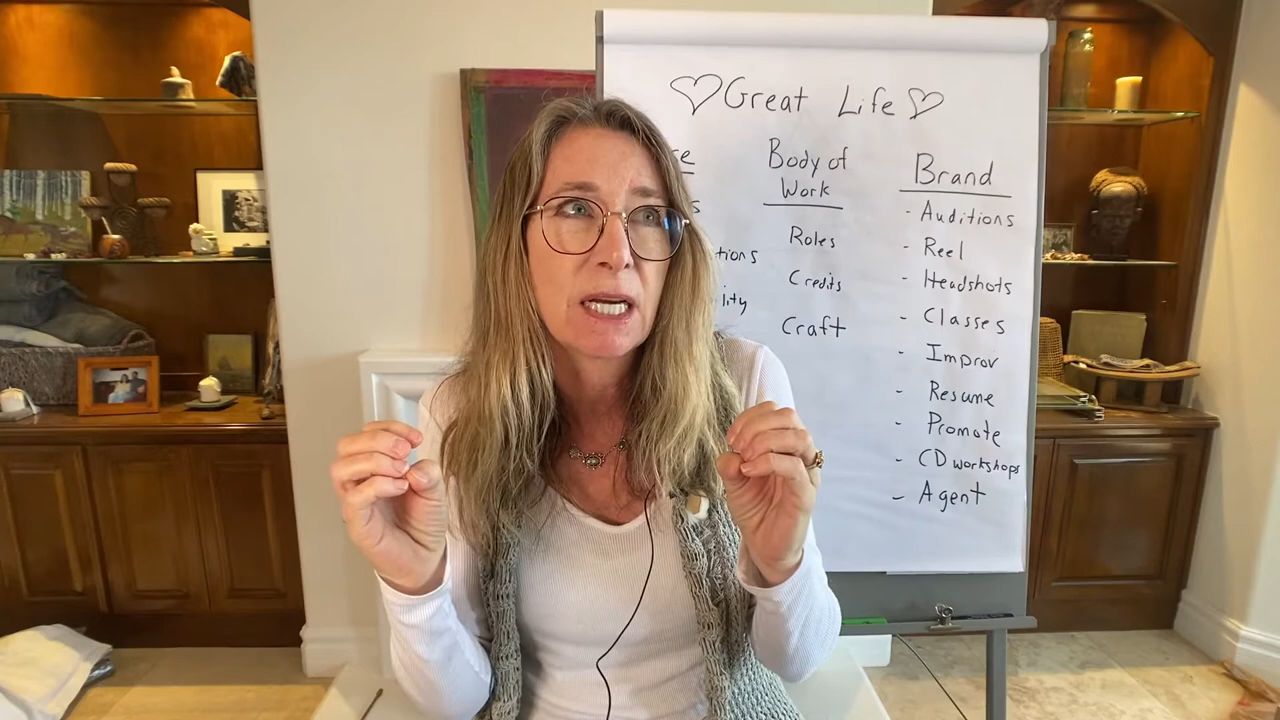 Great Life
Body of
Work
Roles
Credits
Craft
Brand
- Auditions
- Reel
- Headshots
- Classes
- Improv
- Resume
- Promote
- CD workshops
- Agent